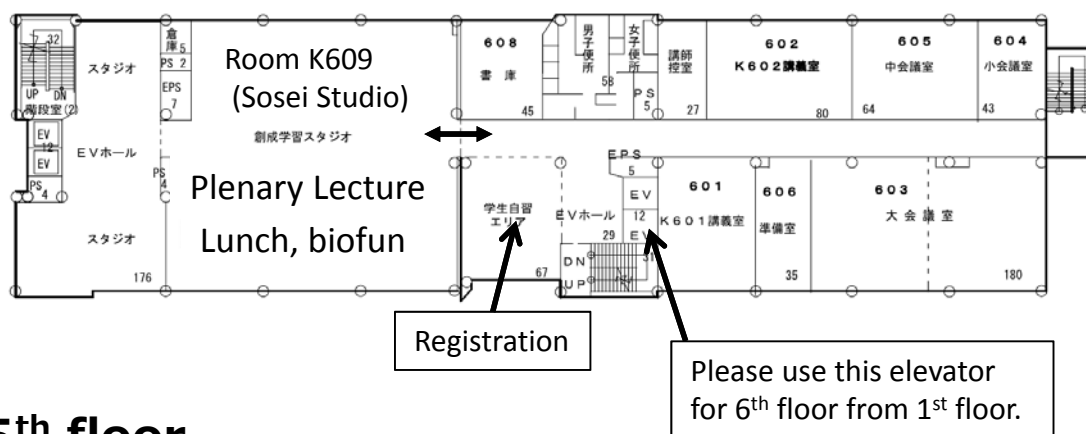 32
UP DN
階段室(2)
EV
12
EV
PS
4
スタジオ
EVホール
スタジオ
176
倉庫
5
PS 2
EPS
7
PS
4
Room K609
(Sosei Studio)
創成学習スタジオ
Plenary Lecture
Lunch, biofun
608
書庫
45
男子便所
58
女子便所
PS
5
講師
控室
27
602
K602講義室
80
605
中会議室
64
604
小会議室
43
学生自習
エリア
67
EVホール
29
EPS
5
EV
12
EV
DN
UP
31
601
K601講義室
606
準備室
35
603
大会議室
180
Registration
Please use this elevator
for 6th floor from 1st floor.
th floor